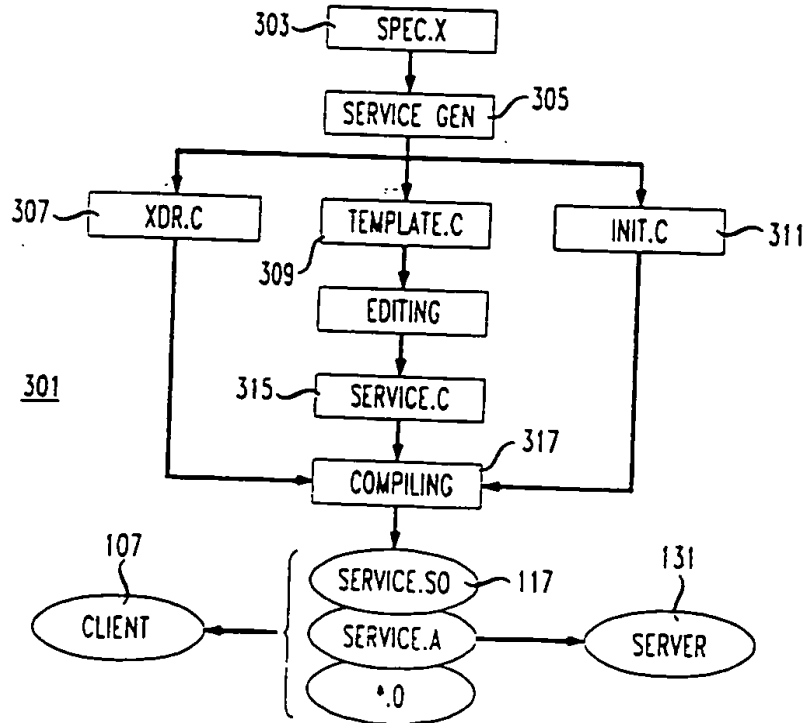 303 SPEC.X
SERVICE GEN 305
307 XDR.C
TEMPLATE.C
309
INIT.C 311
EDITING
301
315 SERVICE.C
317
COMPILING
107
131
SERVICE.SO 117
CLIENT
SERVICE.A
SERVER
*.O